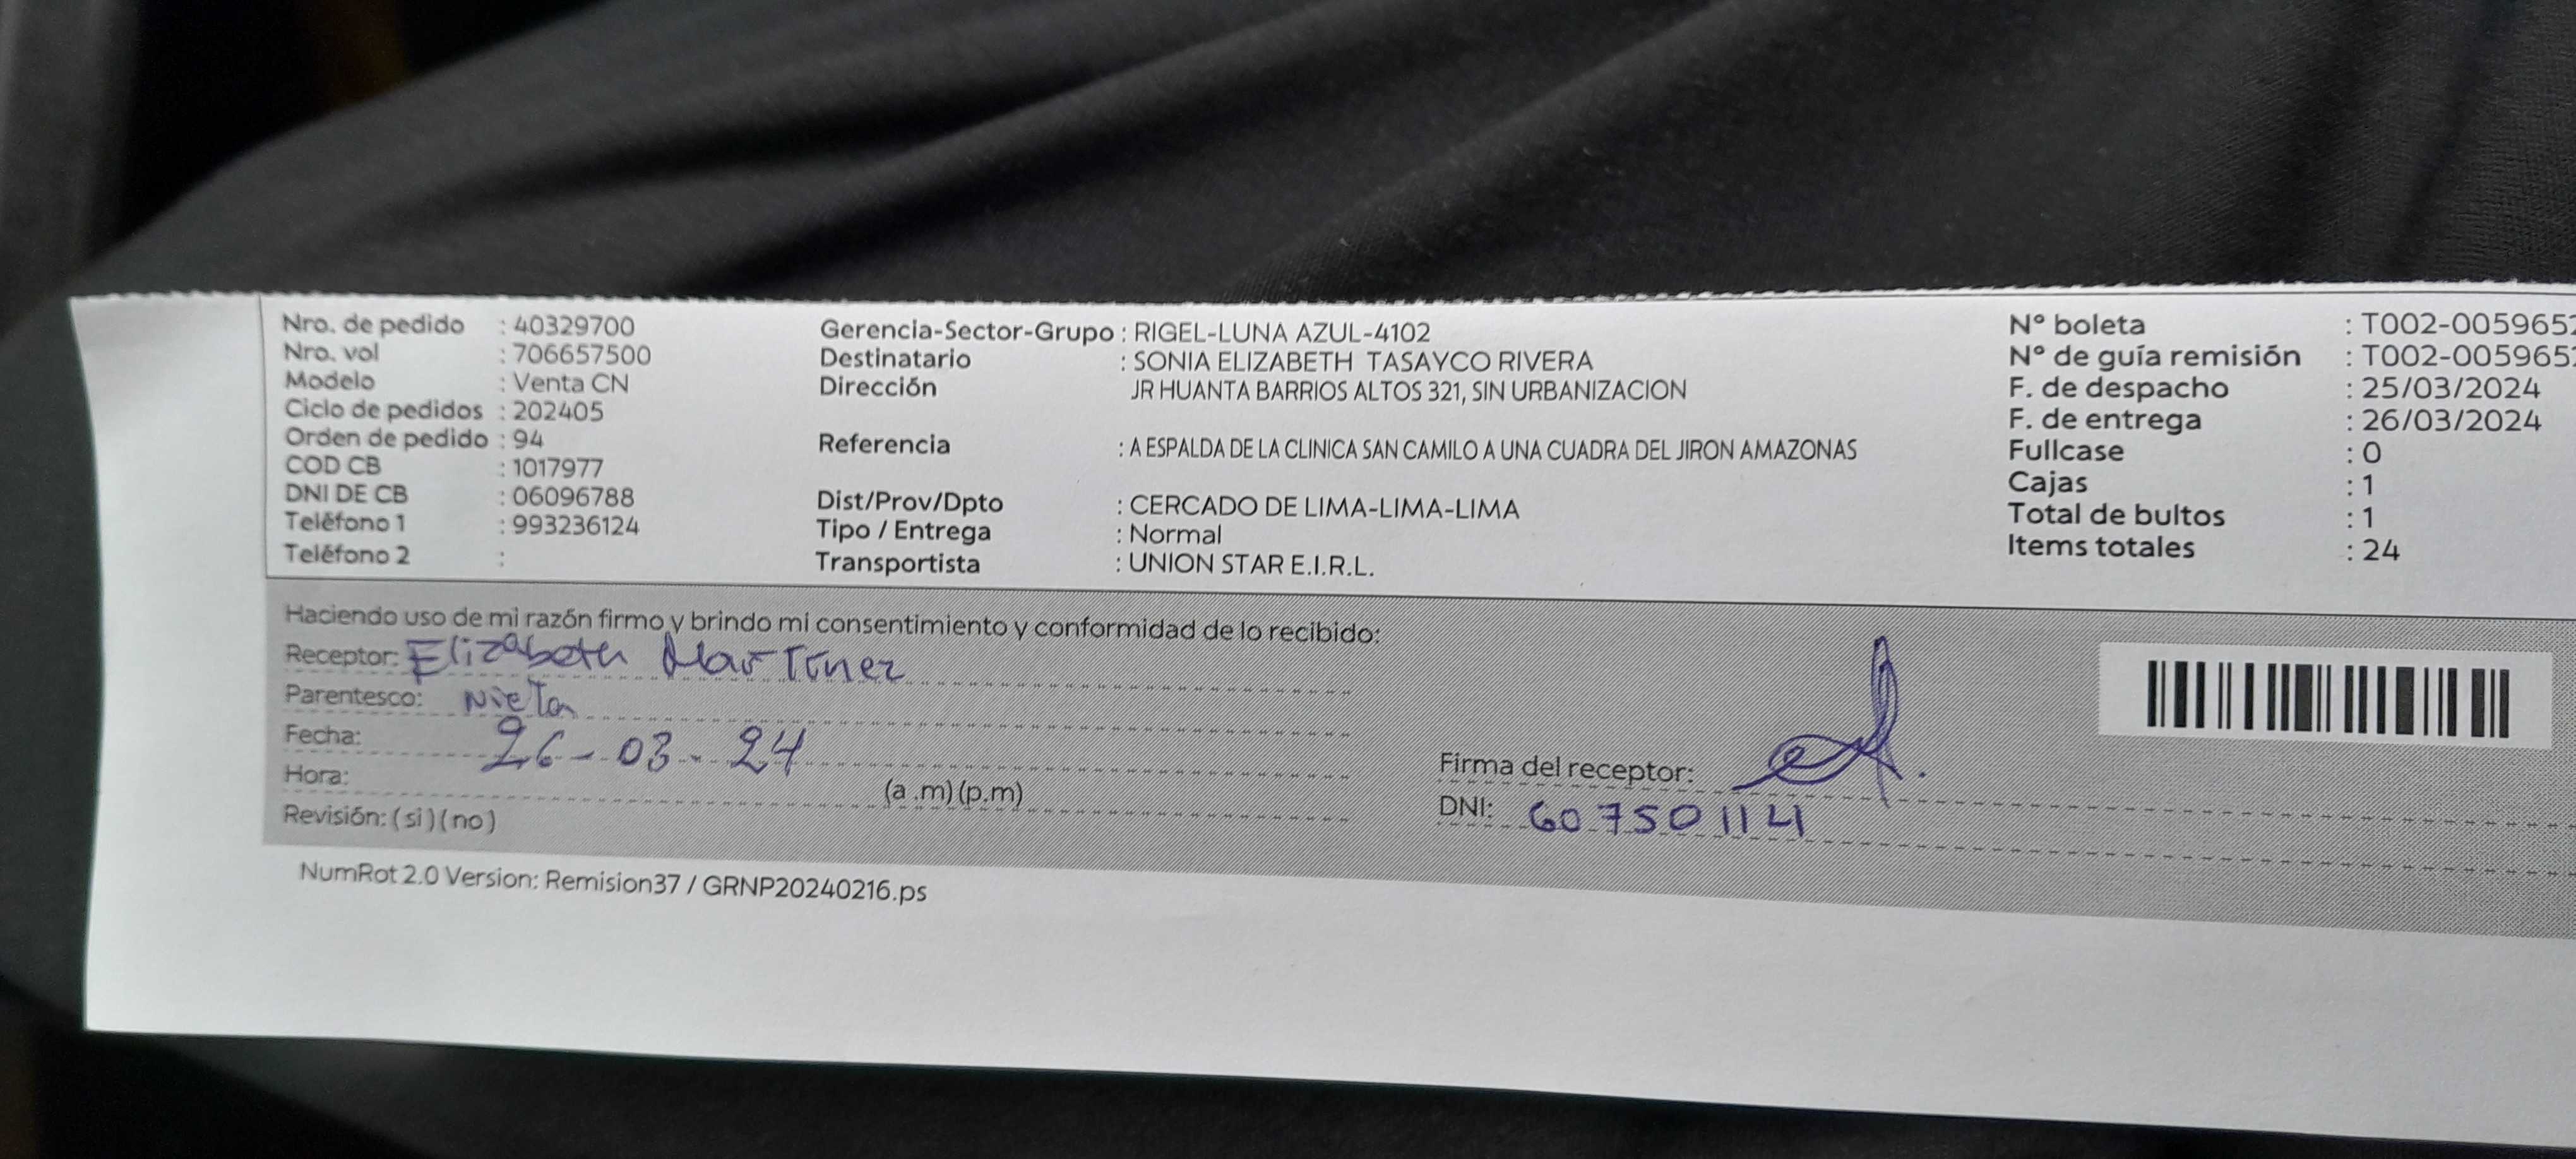 Nro. de pedido : 40329700
Nro. vol : 706657500
Modelo : Venta CN
Ciclo de pedidos : 202405
Orden de pedido : 94
COD CB : 1017977
DNI DE CB : 06096788
Teléfono 1 : 993236124
Teléfono 2 :
Gerencia-Sector-Grupo : RIGEL-LUNA AZUL-4102
Destinatario : SONIA ELIZABETH TASAYCO RIVERA
Dirección JR HUANTA BARRIOS ALTOS 321, SIN URBANIZACION
Referencia : A ESPALDA DE LA CLINICA SAN CAMILO A UNA CUADRA DEL JIRON AMAZONAS
Dist/Prov/Dpto : CERCADO DE LIMA-LIMA-LIMA
Tipo / Entrega : Normal
Transportista : UNION STAR E.I.R.L.
Nº boleta : T002-005965
Nº de guía remisión : T002-005965
F. de despacho : 25/03/2024
F. de entrega : 26/03/2024
Fullcase : 0
Cajas : 1
Total de bultos : 1
Items totales : 24
Haciendo uso de mi razón firmo y brindo mi consentimiento y conformidad de lo recibido:
Receptor: Elizabeth Martinez
Parentesco: Nieta
Fecha: 26-03-24
Hora: (a .m) (p.m)
Revisión: ( si ) ( no )
Firma del receptor:
DNI: 60750114
NumRot 2.0 Version: Remision37 / GRNP20240216.ps